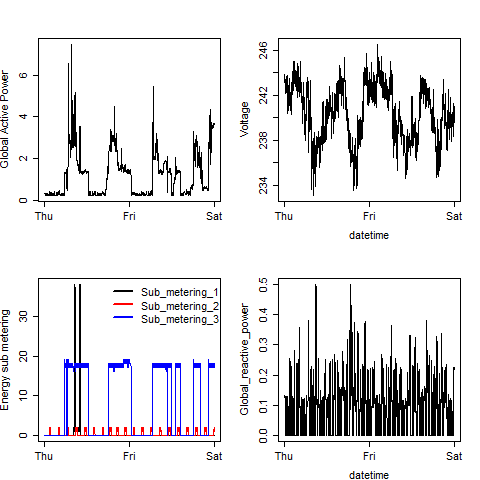 Global Active Power
6
4
2
0
Thu
Fri
Sat
Voltage
246
242
238
234
Thu
Fri
Sat
datetime
Energy sub metering
30
20
10
0
Sub_metering_1
Sub_metering_2
Sub_metering_3
Thu
Fri
Sat
Global_reactive_power
0.5
0.4
0.3
0.2
0.1
0.0
Thu
Fri
Sat
datetime